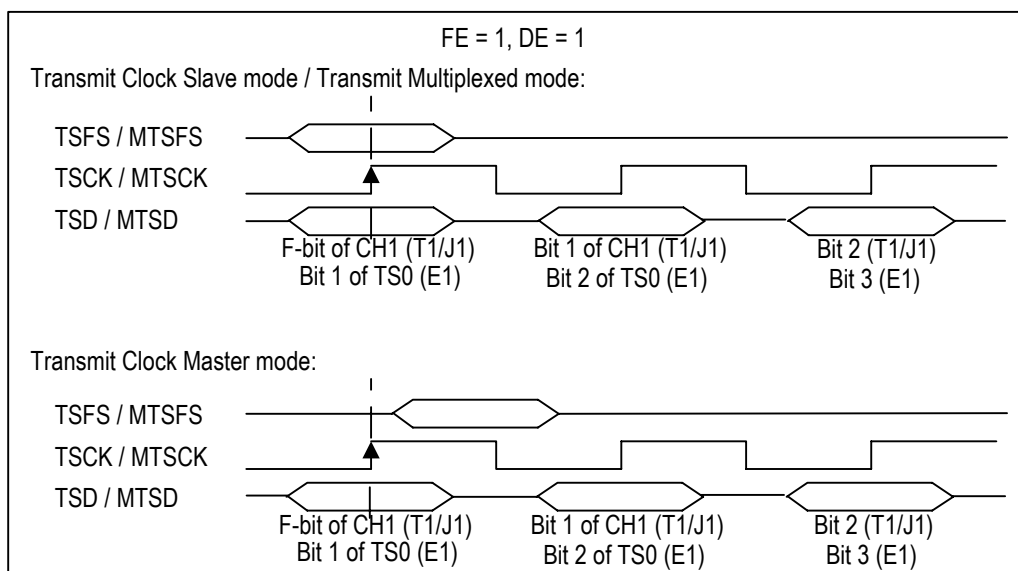 FE = 1, DE = 1
Transmit Clock Slave mode / Transmit Multiplexed mode:
TSFS / MTSFS
TSCK / MTSCK
TSD / MTSD
F-bit of CH1 (T1/J1)
Bit 1 of TS0 (E1)
Bit 1 of CH1 (T1/J1)
Bit 2 of TS0 (E1)
Bit 2 (T1/J1)
Bit 3 (E1)
Transmit Clock Master mode:
TSFS / MTSFS
TSCK / MTSCK
TSD / MTSD
F-bit of CH1 (T1/J1)
Bit 1 of TS0 (E1)
Bit 1 of CH1 (T1/J1)
Bit 2 of TS0 (E1)
Bit 2 (T1/J1)
Bit 3 (E1)